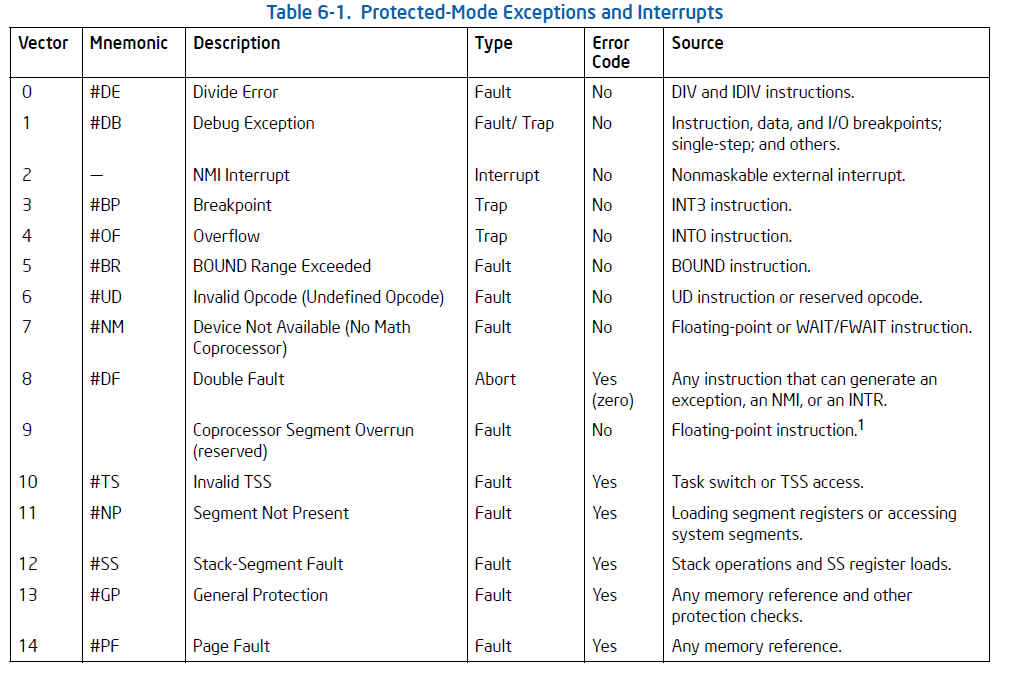 Table 6-1. Protected-Mode Exceptions and Interrupts
Vector Mnemonic Description Type Error Code Source
0 #DE Divide Error Fault No DIV and IDIV instructions.
1 #DB Debug Exception Fault/ Trap No Instruction, data, and I/O breakpoints;
single-step; and others.
2 — NMI Interrupt Interrupt No Nonmaskable external interrupt.
3 #BP Breakpoint Trap No INT3 instruction.
4 #OF Overflow Trap No INTO instruction.
5 #BR BOUND Range Exceeded Fault No BOUND instruction.
6 #UD Invalid Opcode (Undefined Opcode) Fault No UD instruction or reserved opcode.
7 #NM Device Not Available (No Math Fault No Floating-point or WAIT/FWAIT instruction.
Coprocessor)
8 #DF Double Fault Abort Yes Any instruction that can generate an
(zero) exception, an NMI, or an INTR.
9 Coprocessor Segment Overrun Fault No Floating-point instruction.1
(reserved)
10 #TS Invalid TSS Fault Yes Task switch or TSS access.
11 #NP Segment Not Present Fault Yes Loading segment registers or accessing
system segments.
12 #SS Stack-Segment Fault Fault Yes Stack operations and SS register loads.
13 #GP General Protection Fault Yes Any memory reference and other
protection checks.
14 #PF Page Fault Fault Yes Any memory reference.